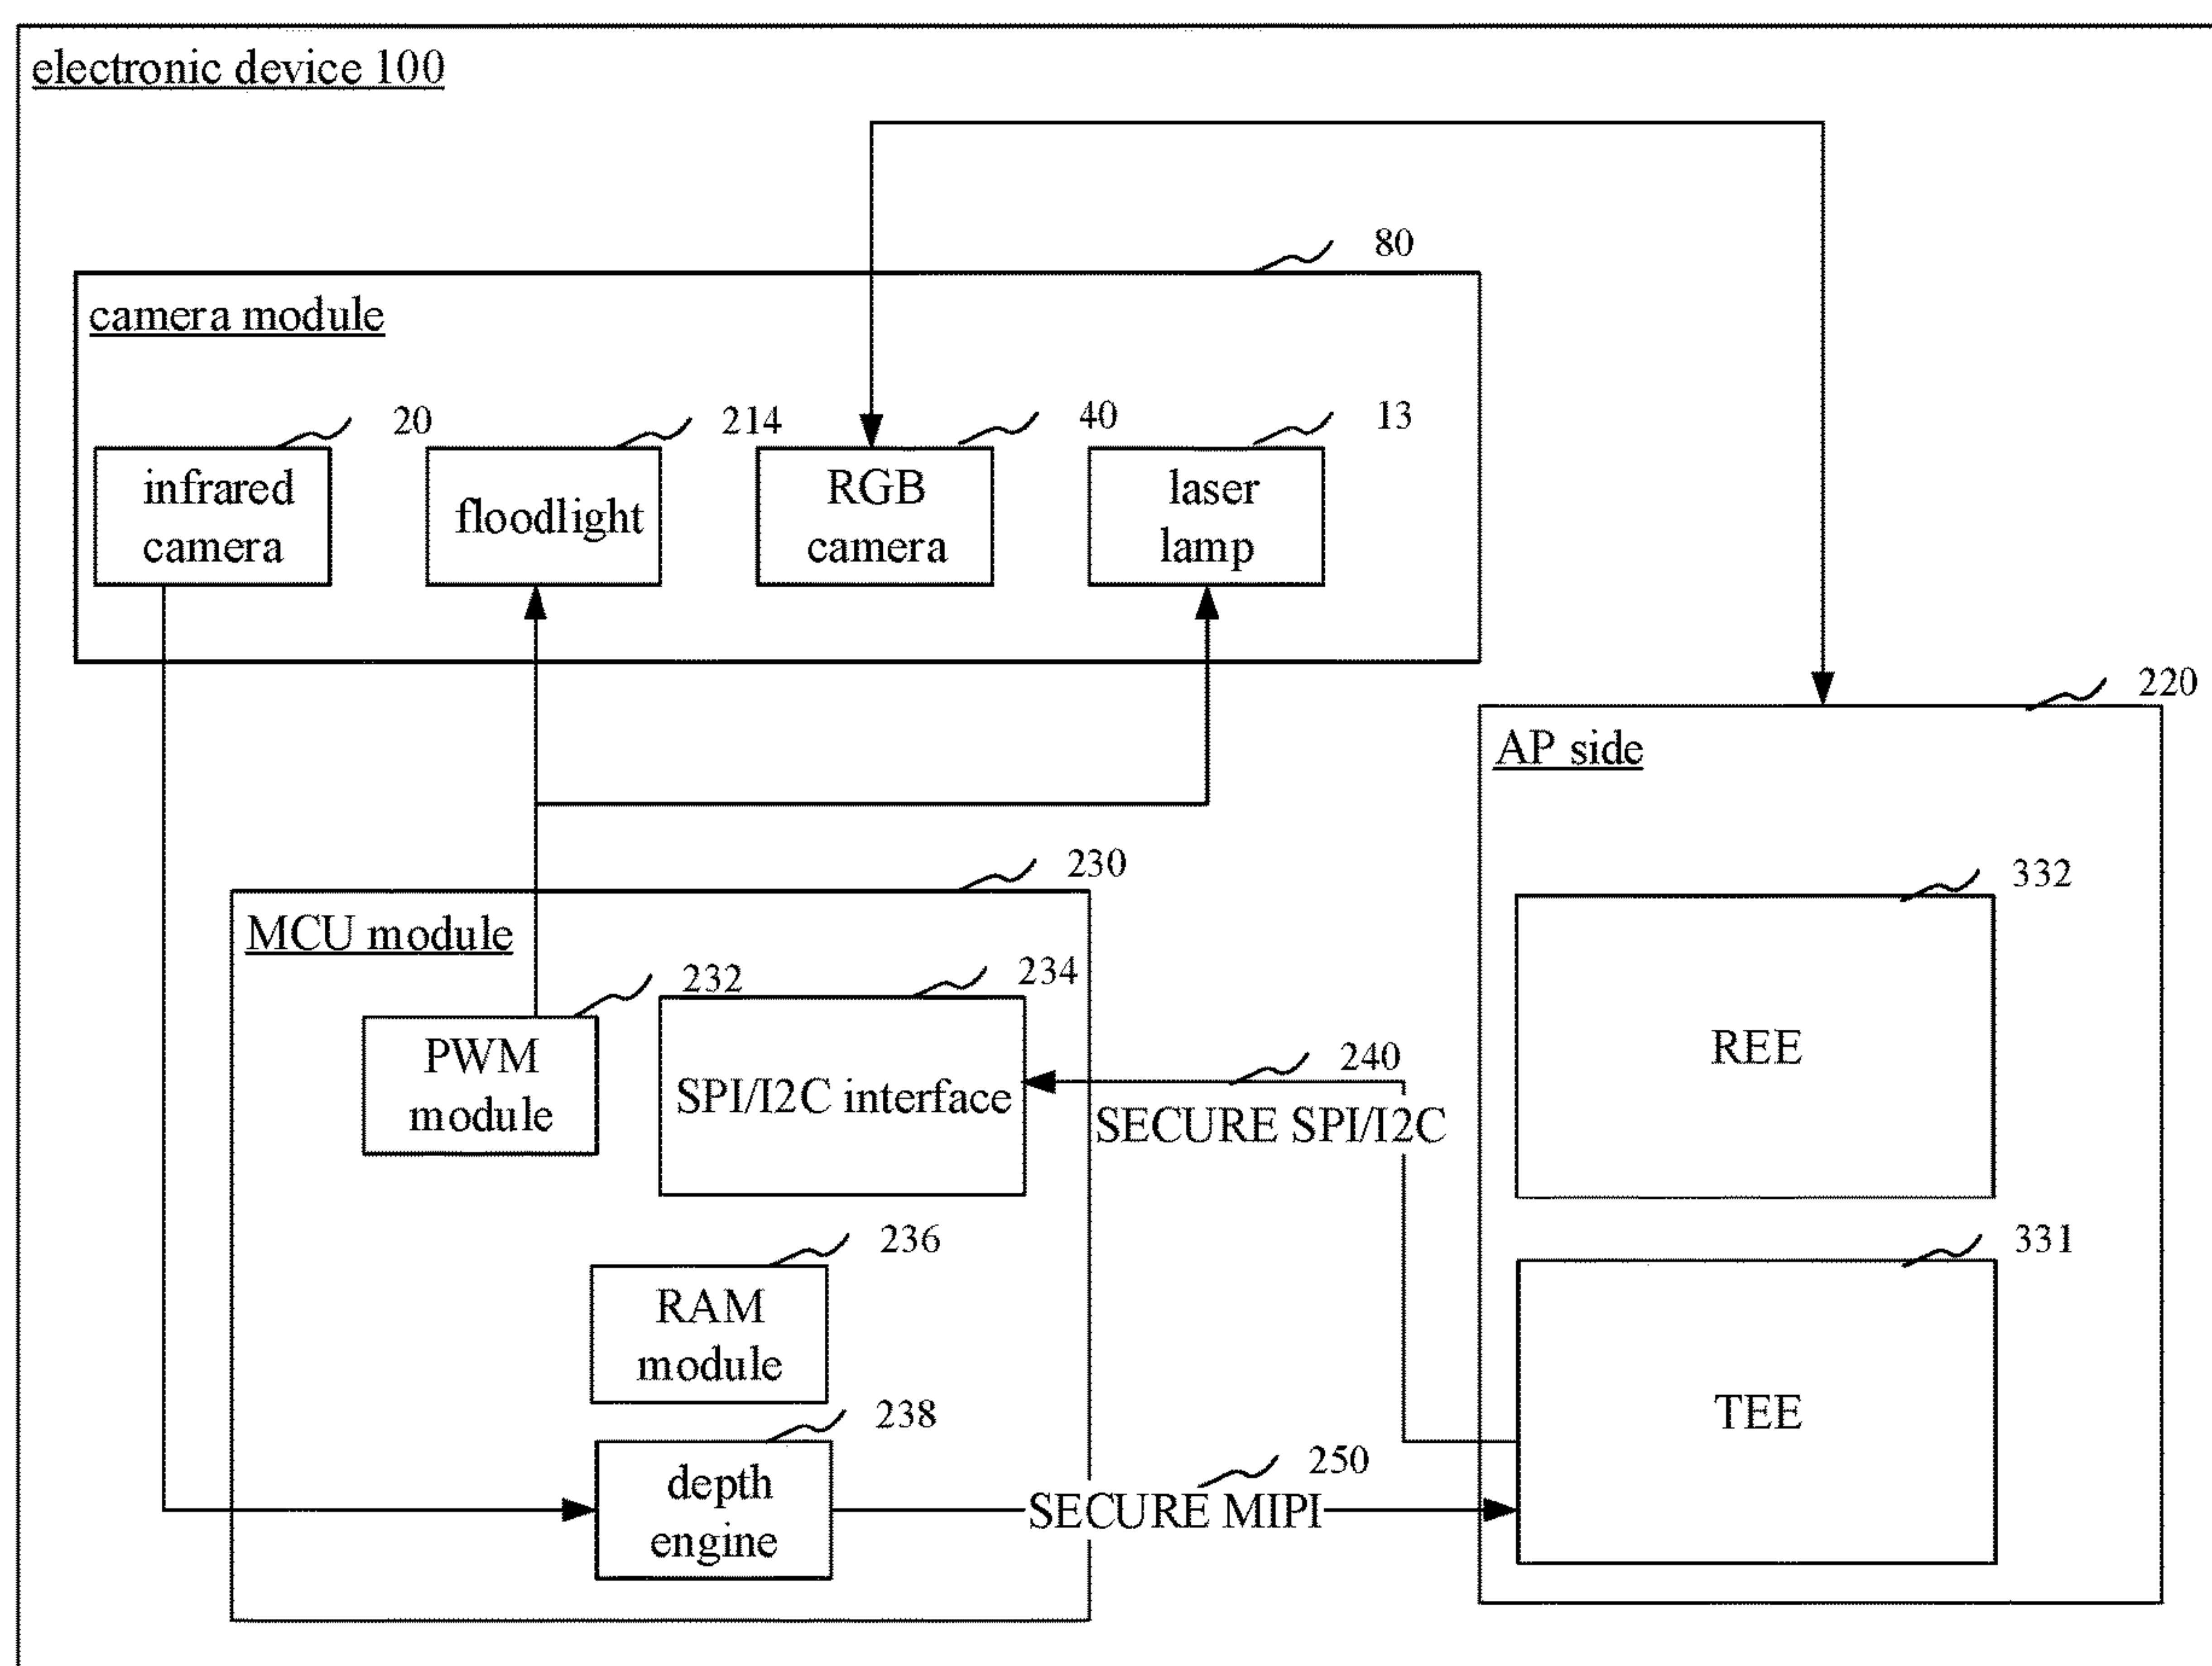 electronic device 100
80
camera module
20
214
40
13
infrared
camera
floodlight
RGB
camera
laser
lamp
220
AP side
230
MCU module
232
234
PWM
module
SPI/I2C interface
240
SECURE SPI/I2C
332
REE
236
RAM
module
331
TEE
238
depth
engine
250
SECURE MIPI